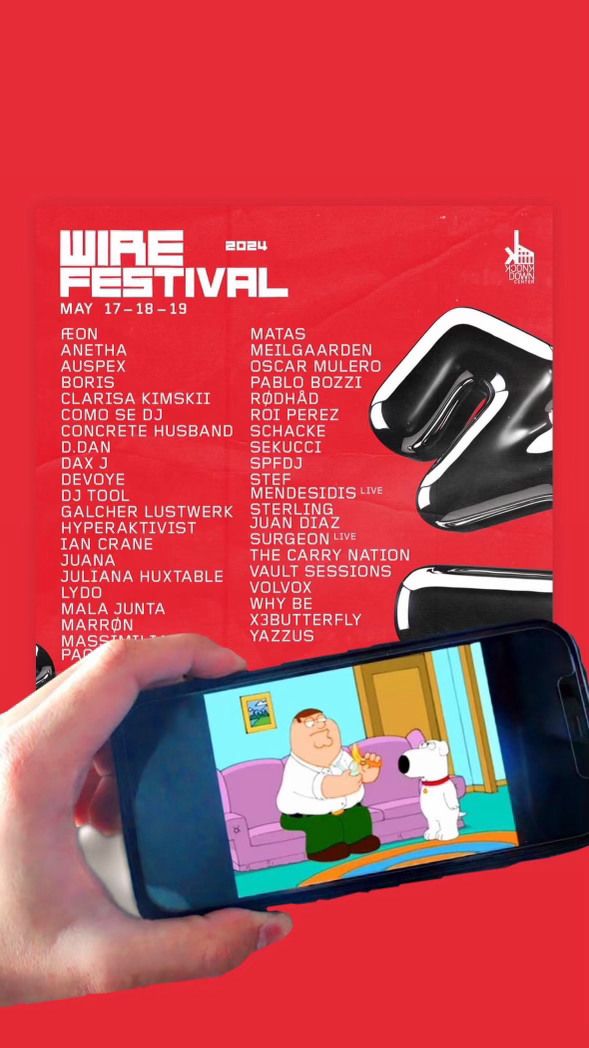 WIRE 2024
FESTIVAL
MAY 17–18–19
ÆON
ANETHA
AUSPEX
BORIS
CLARISA KIMSKII
COMO SE DJ
CONCRETE HUSBAND
D.DAN
DAX J
DEVOYE
DJ TOOL
GALCHER LUSTWERK
HYPERAKTIVIST
IAN CRANE
JUANA
JULIANA HUXTABLE
LYDO
MALA JUNTA
MARRØN
MATAS
MEILGAARDEN
OSCAR MULERO
PABLO BOZZI
RØDHÅD
ROI PEREZ
SCHACKE
SEKUCCI
SPFDJ
STEF
MENDESIDIS LIVE
STERLING
JUAN DIAZ
SURGEON LIVE
THE CARRY NATION
VAULT SESSIONS
VOLVOX
WHY BE
X3BUTTERFLY
YAZZUS
KNOCK
DOWN
CENTER